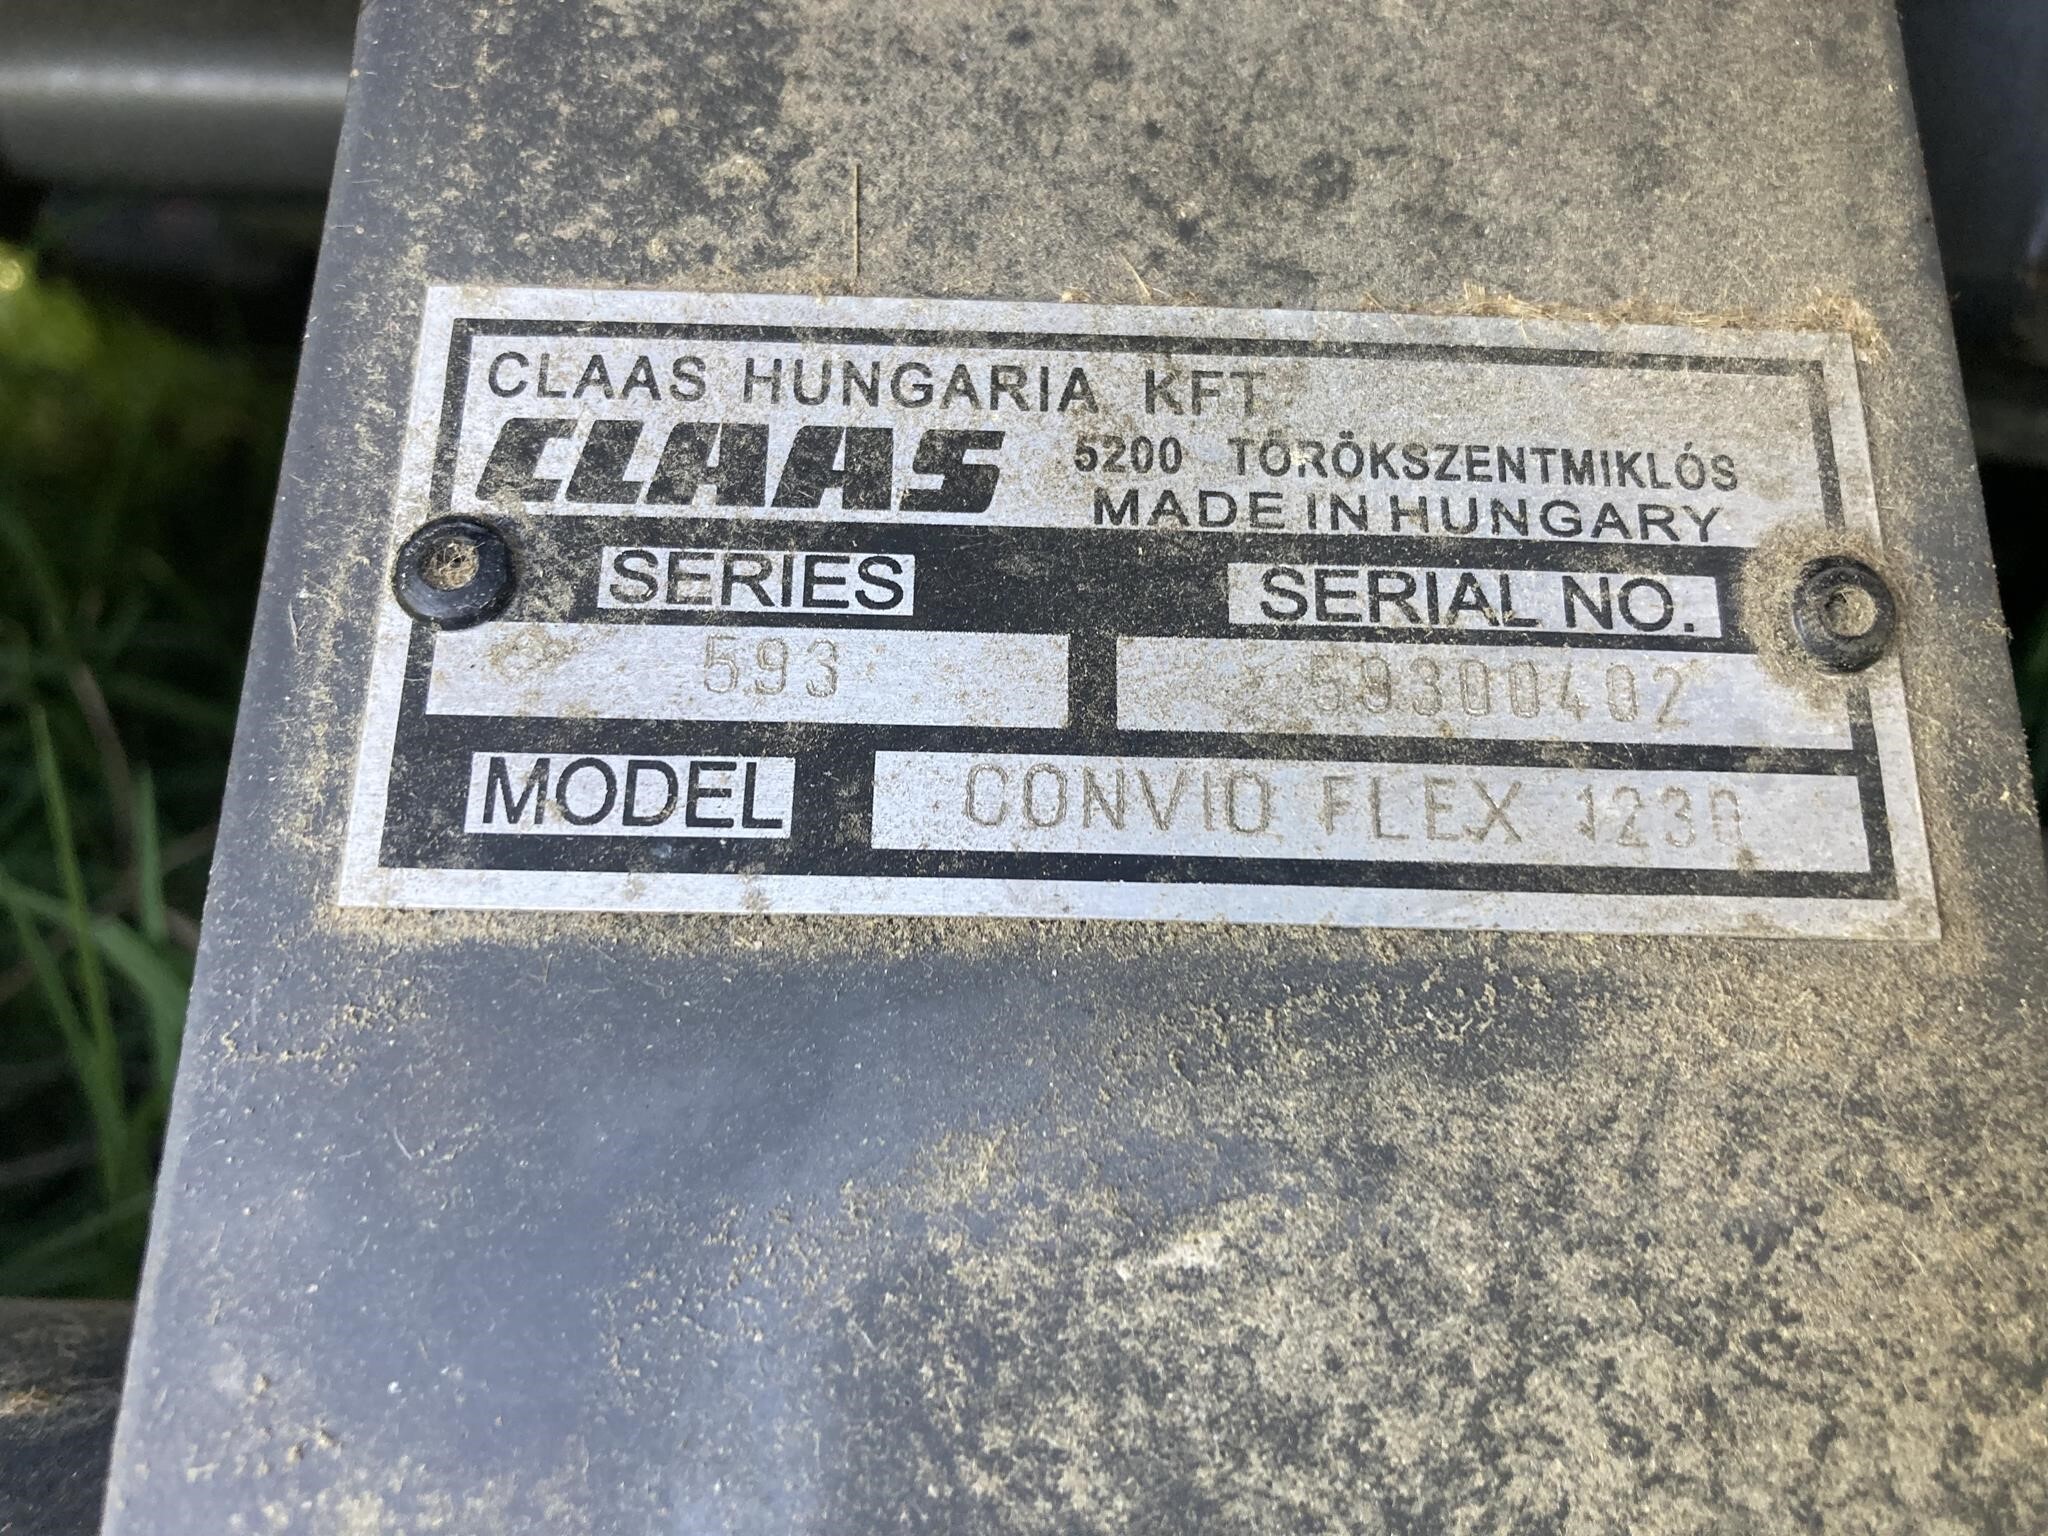 CLAAS HUNGARIA KFT
CLAAS 5200 TÖRÖKSZENTMIKLÓS
MADE IN HUNGARY
SERIES SERIAL NO.
593 59300402
MODEL CONVIO FLEX 1230